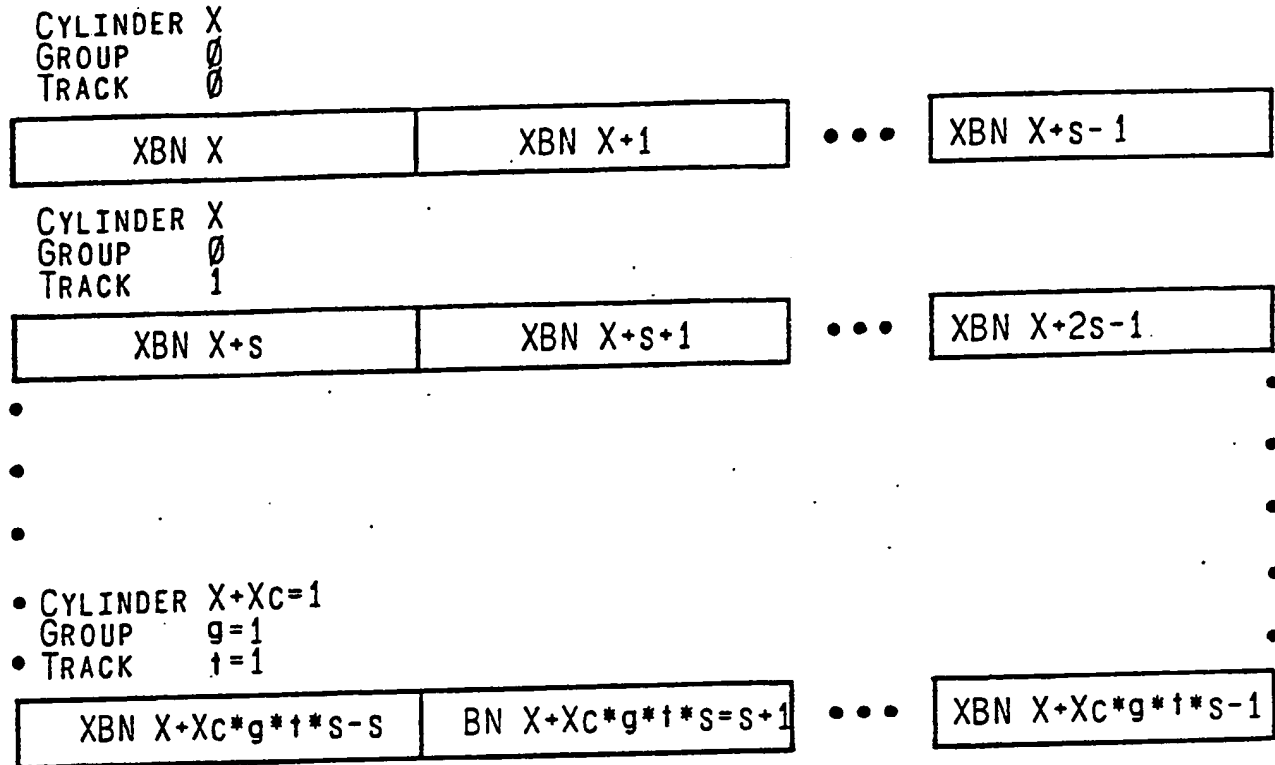 CYLINDER X
GROUP Ø
TRACK Ø
XBN X XBN X+1 ••• XBN X+s-1
CYLINDER X
GROUP Ø
TRACK 1
XBN X+s XBN X+s+1 ••• XBN X+2s-1
CYLINDER X+Xc=1
GROUP g=1
TRACK t=1
XBN X+Xc*g*t*s-s BN X+Xc*g*t*s=s+1 ••• XBN X+Xc*g*t*s-1